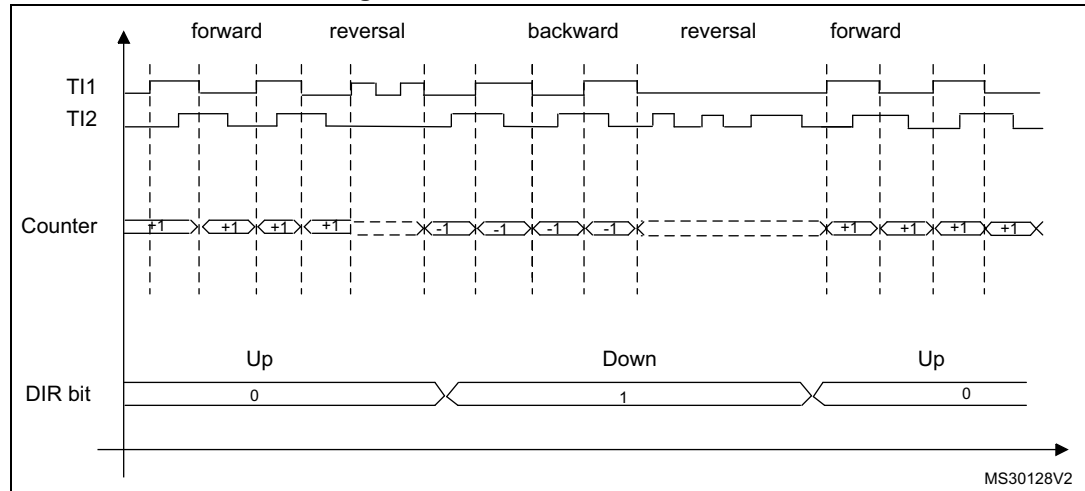 forward reversal backward reversal forward
TI1
TI2
Counter +1 +1 +1 +1 -1 -1 -1 -1 +1 +1 +1 +1
Up Down Up
DIR bit 0 1 0
MS30128V2